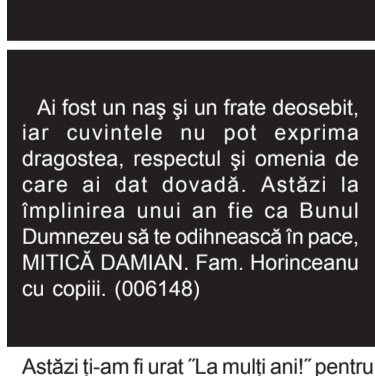 Ai fost un naş şi un frate deosebit,
iar cuvintele nu pot exprima
dragostea, respectul şi omenia de
care ai dat dovadă. Astăzi la
împlinirea unui an fie ca Bunul
Dumnezeu să te odihnească în pace,
MITICĂ DAMIAN. Fam. Horinceanu
cu copiii. (006148)
Astăzi ţi-am fi urat ˝La mulţi ani!˝ pentru